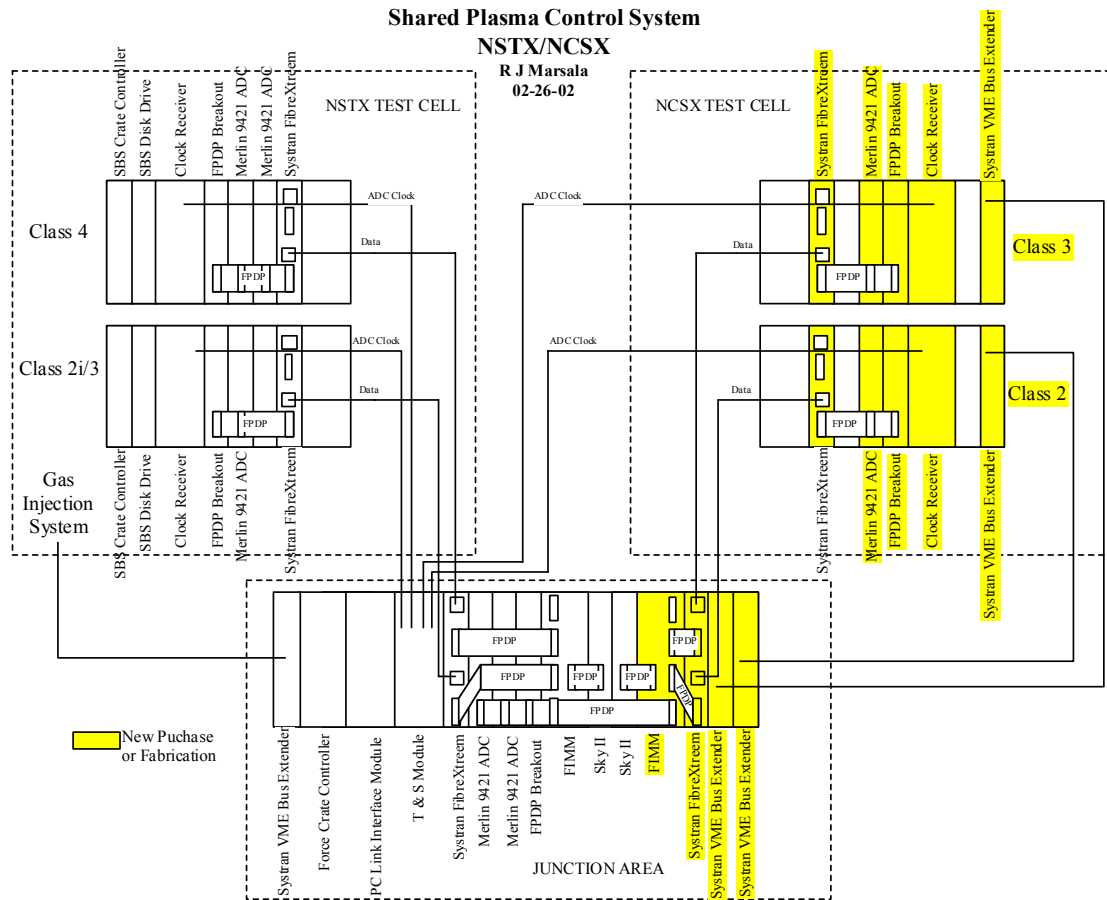 Shared Plasma Control System
NSTX/NCSX
R J Marsala
02-26-02
NSTX TEST CELL
SBS Crate Controller
SBS Disk Drive
Clock Receiver
FPDP Breakout
Merlin 9421 ADC
Merlin 9421 ADC
Systran FibreXtreem
Class 4
ADC Clock
Data
FPDP
Class 2i/3
ADC Clock
Data
FPDP
SBS Crate Controller
SBS Disk Drive
Clock Receiver
FPDP Breakout
Merlin 9421 ADC
Systran FibreXtreem
Gas
Injection
System
NCSX TEST CELL
Systran FibreXtreem
Merlin 9421 ADC
FPDP Breakout
Clock Receiver
Systran VME Bus Extender
ADC Clock
Data
FPDP
Class 3
ADC Clock
Data
FPDP
Class 2
Systran FibreXtreem
Merlin 9421 ADC
FPDP Breakout
Clock Receiver
Systran VME Bus Extender
FPDP
FPDP
FPDP
FPDP
FPDP
FPDP
FPDP
New Puchase
or Fabrication
Systran VME Bus Extender
Force Crate Controller
PC Link Interface Module
T & S Module
Systran FibreXtreem
Merlin 9421 ADC
Merlin 9421 ADC
FPDP Breakout
FIMM
Sky II
Sky II
FIMM
Systran FibreXtreem
Systran VME Bus Extender
Systran VME Bus Extender
JUNCTION AREA